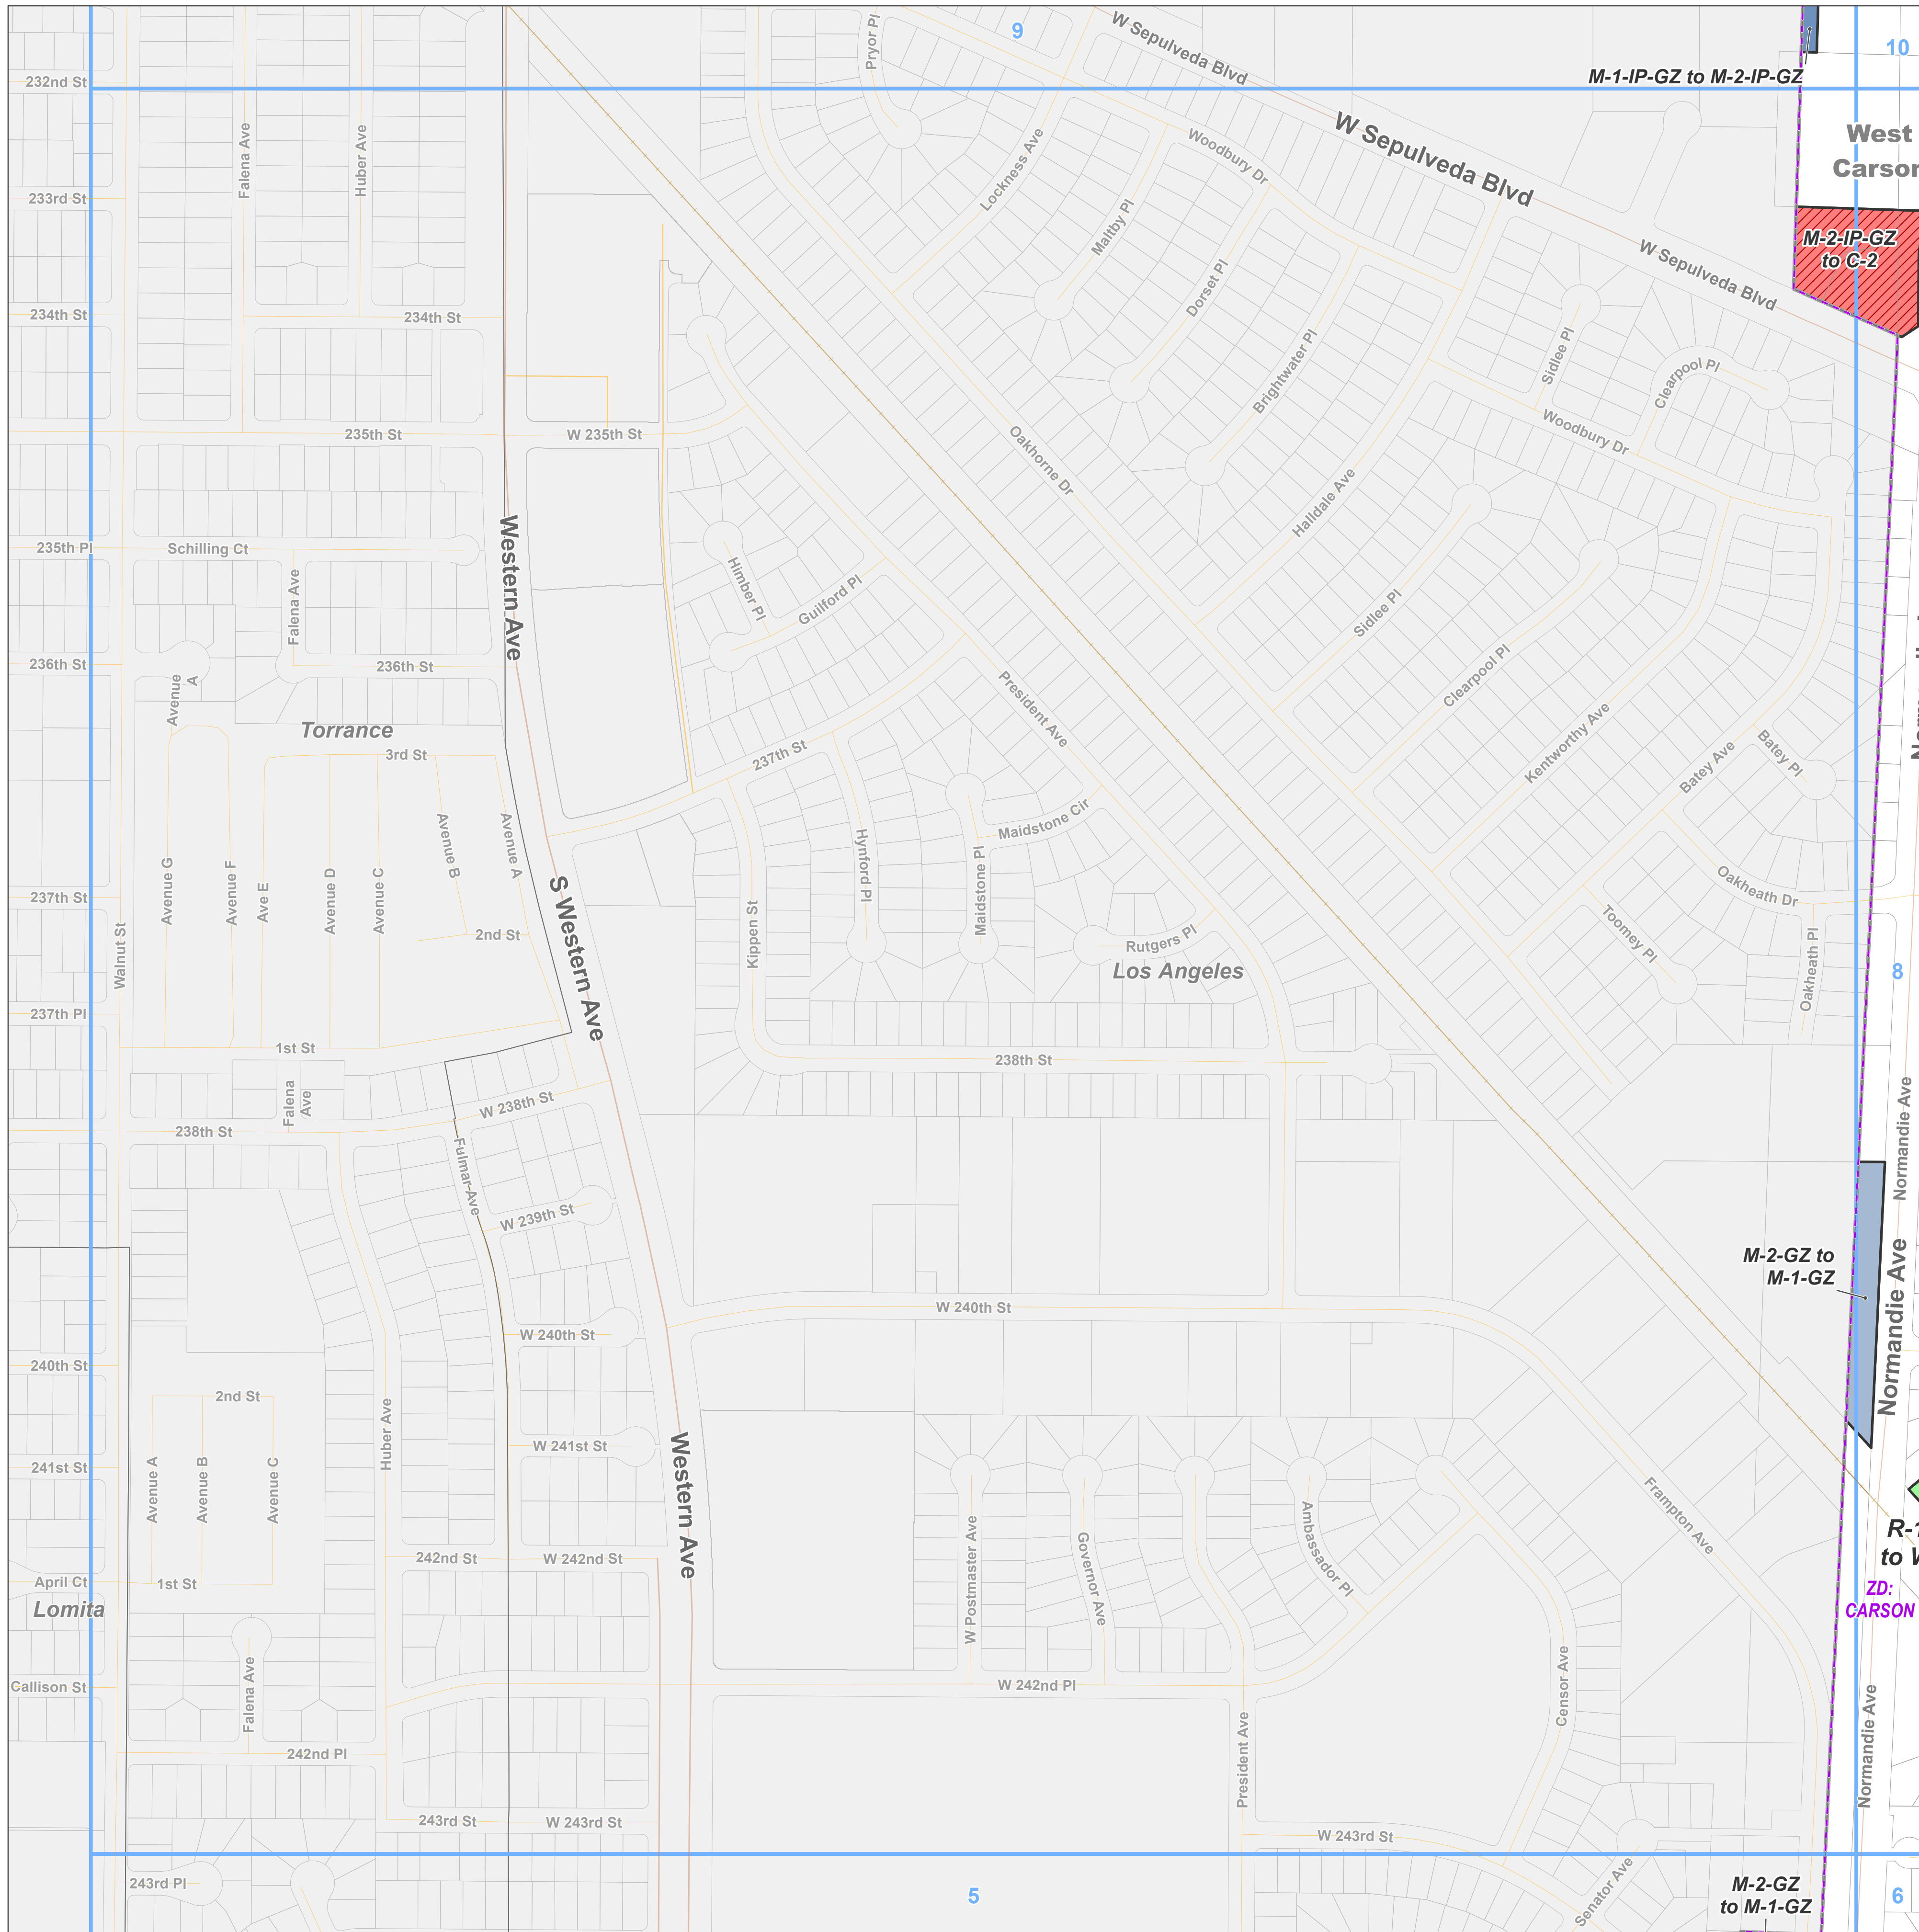 9
W Sepulveda Blvd
Pryor Pl
10
232nd St
M-1-IP-GZ to M-2-IP-GZ
Falena Ave
Huber Ave
Lockness Ave
Woodbury Dr
W Sepulveda Blvd
West
Carson
233rd St
Maltby Pl
M-2-IP-GZ
to C-2
W Sepulveda Blvd
Dorset Pl
234th St
234th St
Brightwater Pl
Sidlee Pl
Clearpool Pl
235th St
W 235th St
Oakhorne Dr
Woodbury Dr
Halldale Ave
235th Pl
Schilling Ct
Western Ave
Falena Ave
Himber Pl
Guilford Pl
Sidlee Pl
236th St
236th St
Avenue
A
Clearpool Pl
President Ave
Torrance
3rd St
237th St
Kentworthy Ave
Batey Ave
Batey Pl
Avenue G
Avenue F
Ave E
Avenue D
Avenue C
Avenue B
Avenue A
Hynford Pl
Maidstone Pl
Maidstone Cir
237th St
Walnut St
2nd St
S Western Ave
Kippen St
Rutgers Pl
Los Angeles
Oakheath Dr
Toomey Pl
Oakheath Pl
8
237th Pl
1st St
238th St
Falena
Ave
W 238th St
238th St
Normandie Ave
Fulmar Ave
W 239th St
M-2-GZ to
M-1-GZ
Normandie Ave
W 240th St
W 240th St
240th St
2nd St
Huber Ave
W 241st St
241st St
Avenue A
Avenue B
Avenue C
Western Ave
W Postmaster Ave
Governor Ave
Ambassador Pl
Frampton Ave
R-1
to
242nd St
W 242nd St
April Ct
1st St
Lomita
ZD:
CARSON
Callison St
Falena Ave
W 242nd Pl
Censor Ave
Normandie Ave
242nd Pl
President Ave
243rd St
W 243rd St
W 243rd St
243rd Pl
5
Senator Ave
M-2-GZ
to M-1-GZ
6